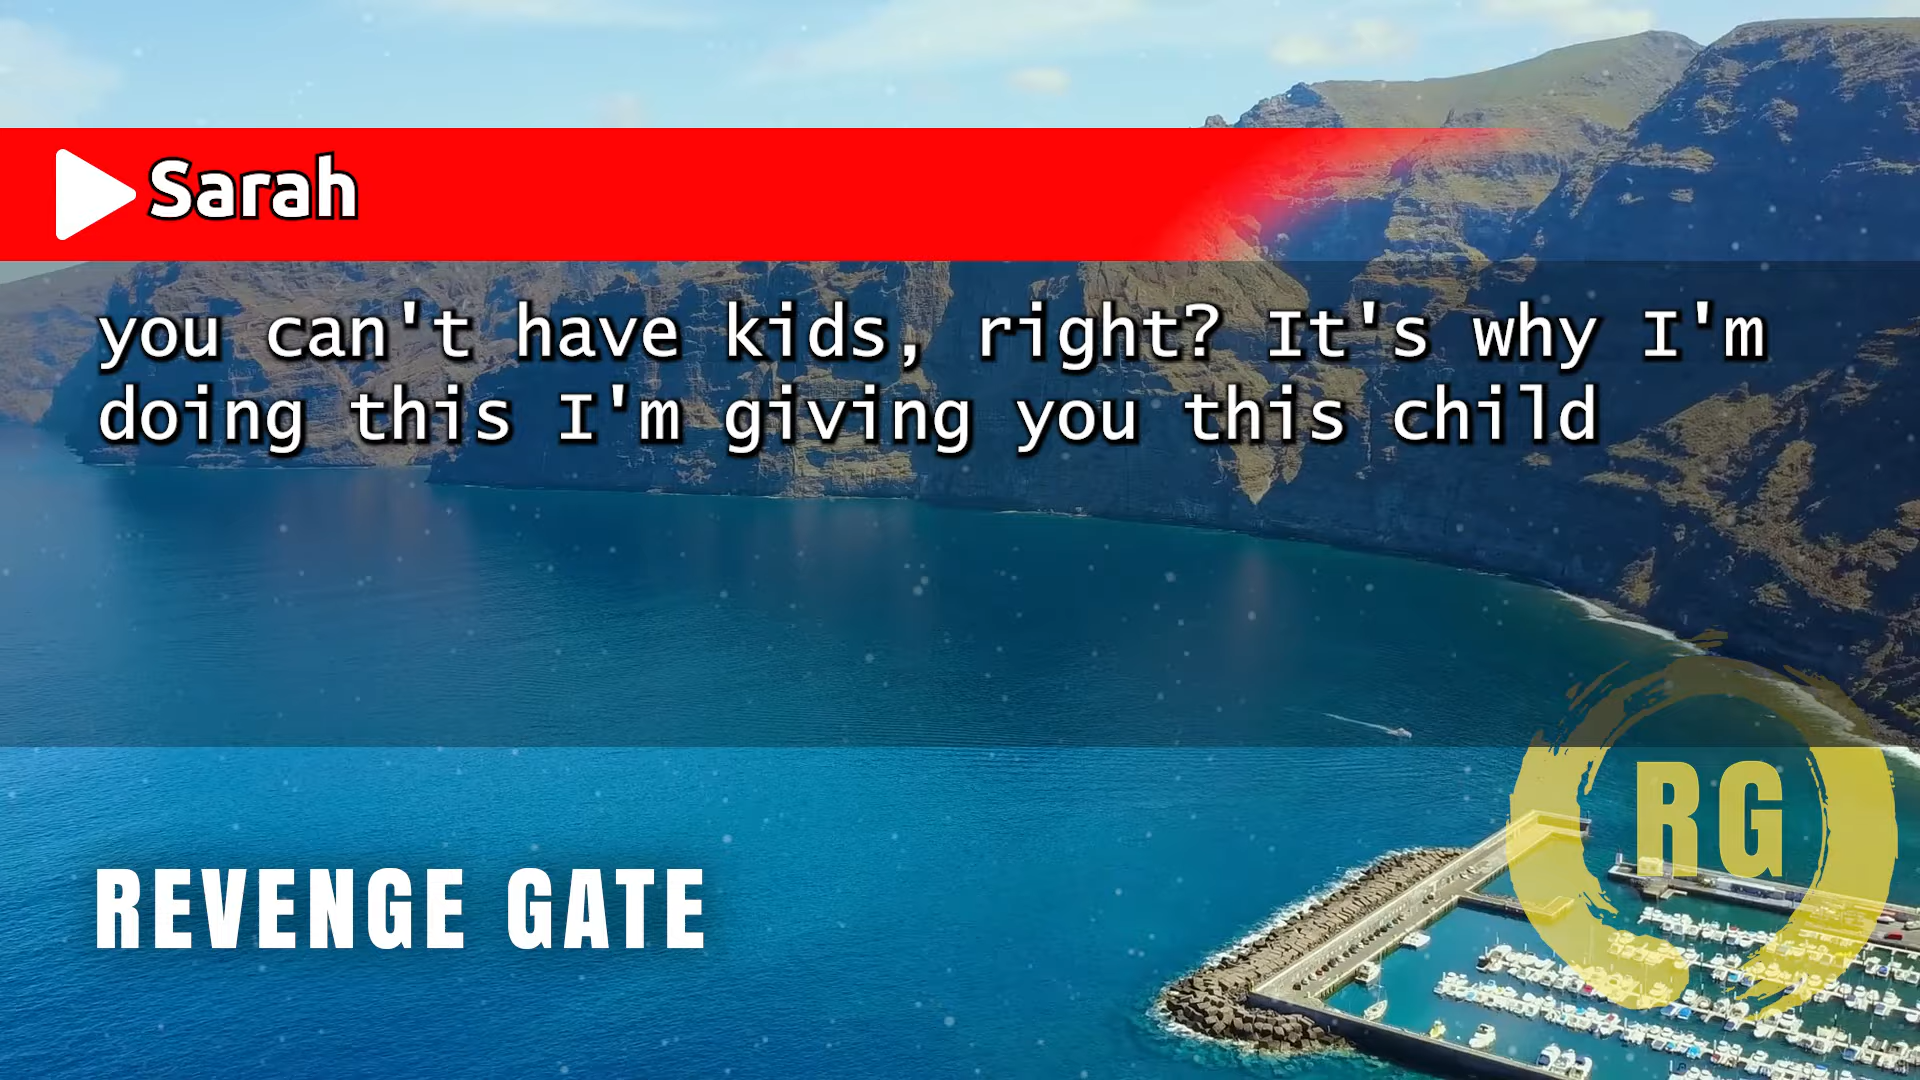 Sarah
you can't have kids, right? It's why I'm
doing this I'm giving you this child
RG
REVENGE GATE